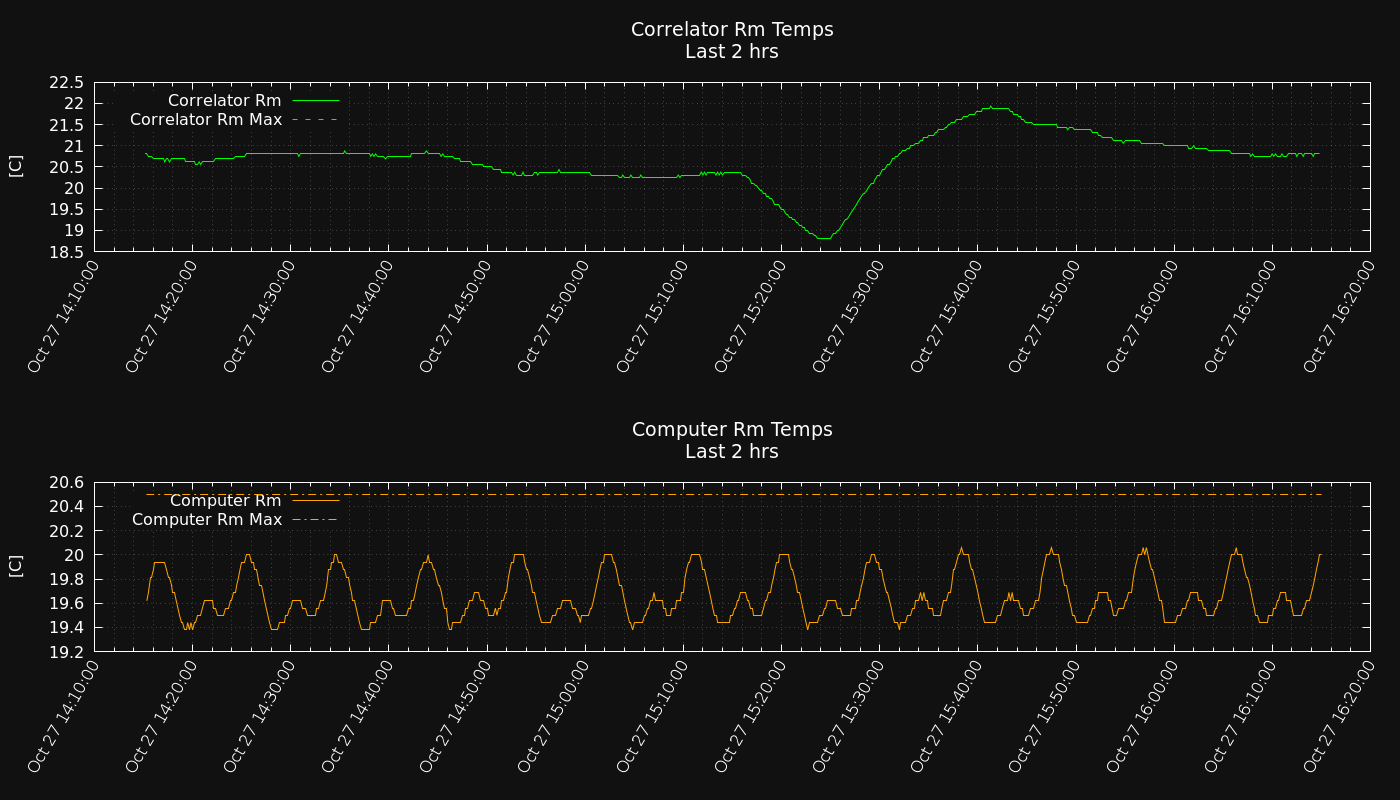 Correlator Rm Temps
Last 2 hrs
22.5
22
21.5
21
20.5
20
19.5
19
18.5
[C]
Correlator Rm
Correlator Rm Max
Oct 27 14:10:00
Oct 27 14:20:00
Oct 27 14:30:00
Oct 27 14:40:00
Oct 27 14:50:00
Oct 27 15:00:00
Oct 27 15:10:00
Oct 27 15:20:00
Oct 27 15:30:00
Oct 27 15:40:00
Oct 27 15:50:00
Oct 27 16:00:00
Oct 27 16:10:00
Oct 27 16:20:00
Computer Rm Temps
Last 2 hrs
20.6
20.4
20.2
20
19.8
19.6
19.4
19.2
[C]
Computer Rm
Computer Rm Max
Oct 27 14:10:00
Oct 27 14:20:00
Oct 27 14:30:00
Oct 27 14:40:00
Oct 27 14:50:00
Oct 27 15:00:00
Oct 27 15:10:00
Oct 27 15:20:00
Oct 27 15:30:00
Oct 27 15:40:00
Oct 27 15:50:00
Oct 27 16:00:00
Oct 27 16:10:00
Oct 27 16:20:00